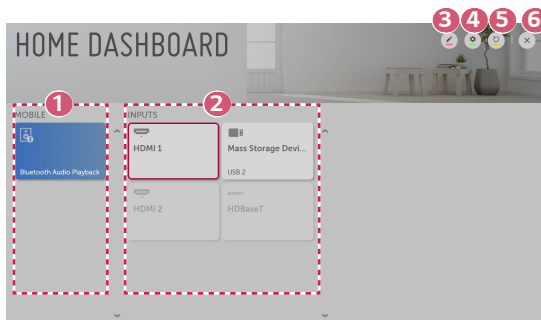 3 4 5 6
HOME DASHBOARD
1 2
MOBILE INPUTS
HDMI 1 Mass Storage Devi...
Bluetooth Audio Playback USB 2
HDMI 2 HDBaseT